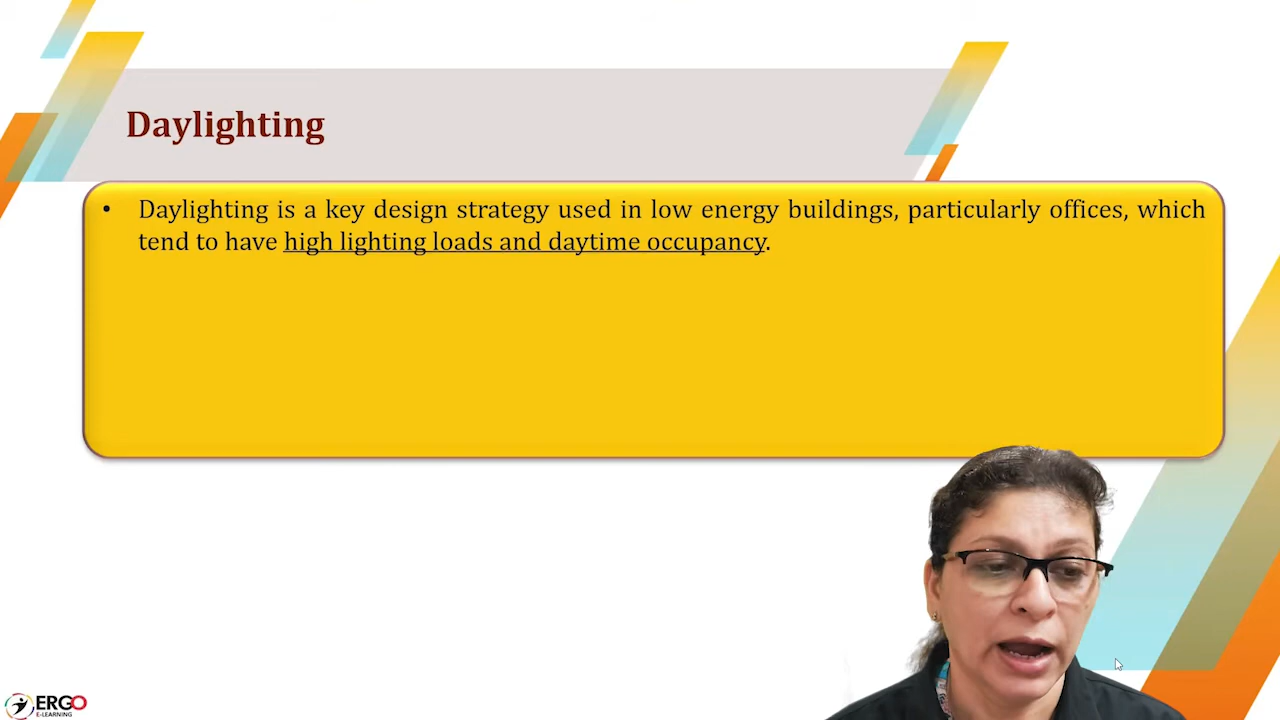 Daylighting
• Daylighting is a key design strategy used in low energy buildings, particularly offices, which
tend to have high lighting loads and daytime occupancy.
ERGO
E-LEARNING